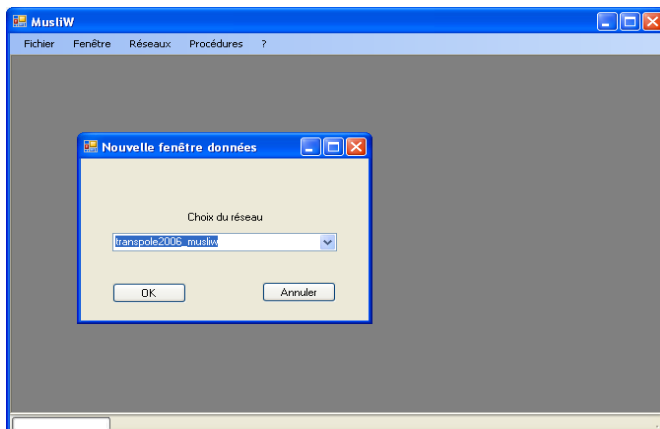 MusliW
Fichier Fenêtre Réseaux Procédures ?
Nouvelle fenêtre données
Choix du réseau
transpole2006_musliw
OK Annuler